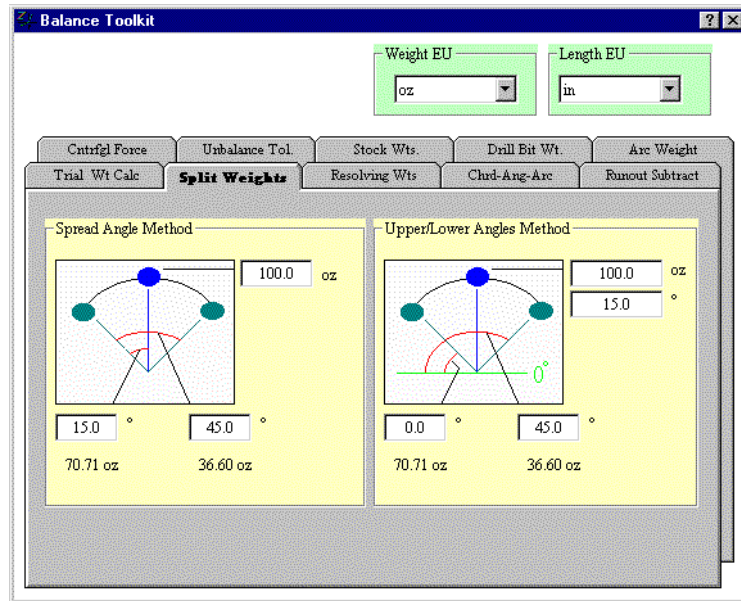 Balance Toolkit
Weight EU
Length EU
oz
in
Cntrfgl Force
Unbalance Tol.
Stock Wts.
Drill Bit Wt.
Arc Weight
Trial Wt Calc
Split Weights
Resolving Wts
Chrd-Ang-Arc
Runout Subtract
Spread Angle Method
100.0 oz
15.0 °
45.0 °
70.71 oz
36.60 oz
Upper/Lower Angles Method
100.0 oz
15.0 °
0°
0.0 °
45.0 °
70.71 oz
36.60 oz